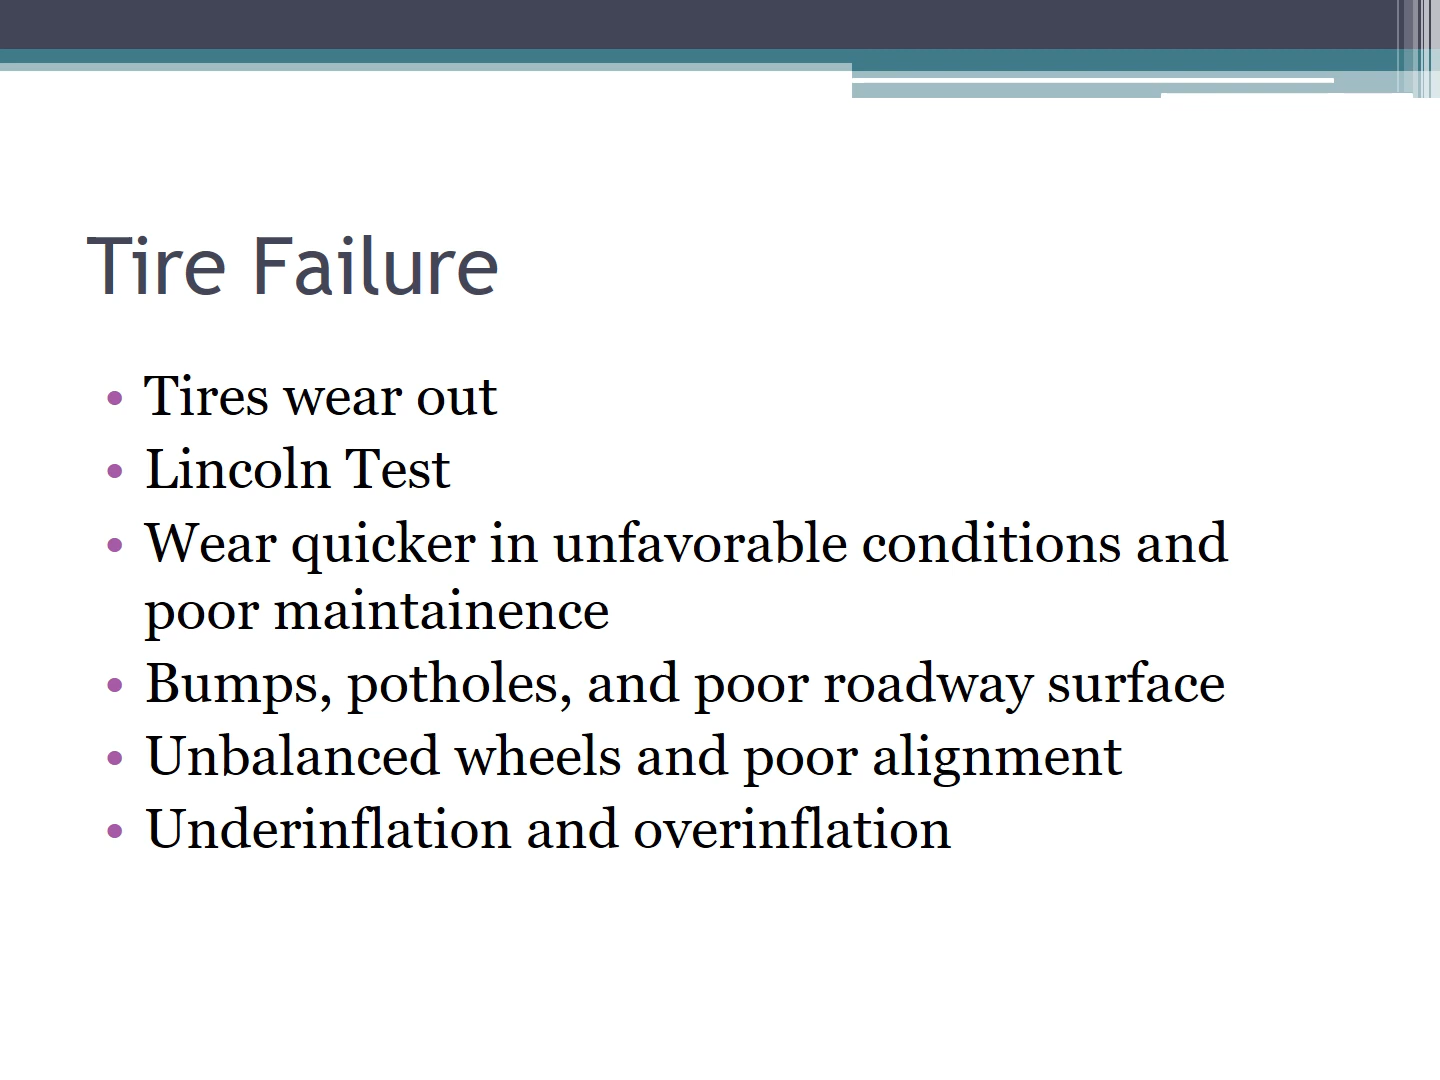 Tire Failure
• Tires wear out
• Lincoln Test
• Wear quicker in unfavorable conditions and
poor maintainence
• Bumps, potholes, and poor roadway surface
• Unbalanced wheels and poor alignment
• Underinflation and overinflation